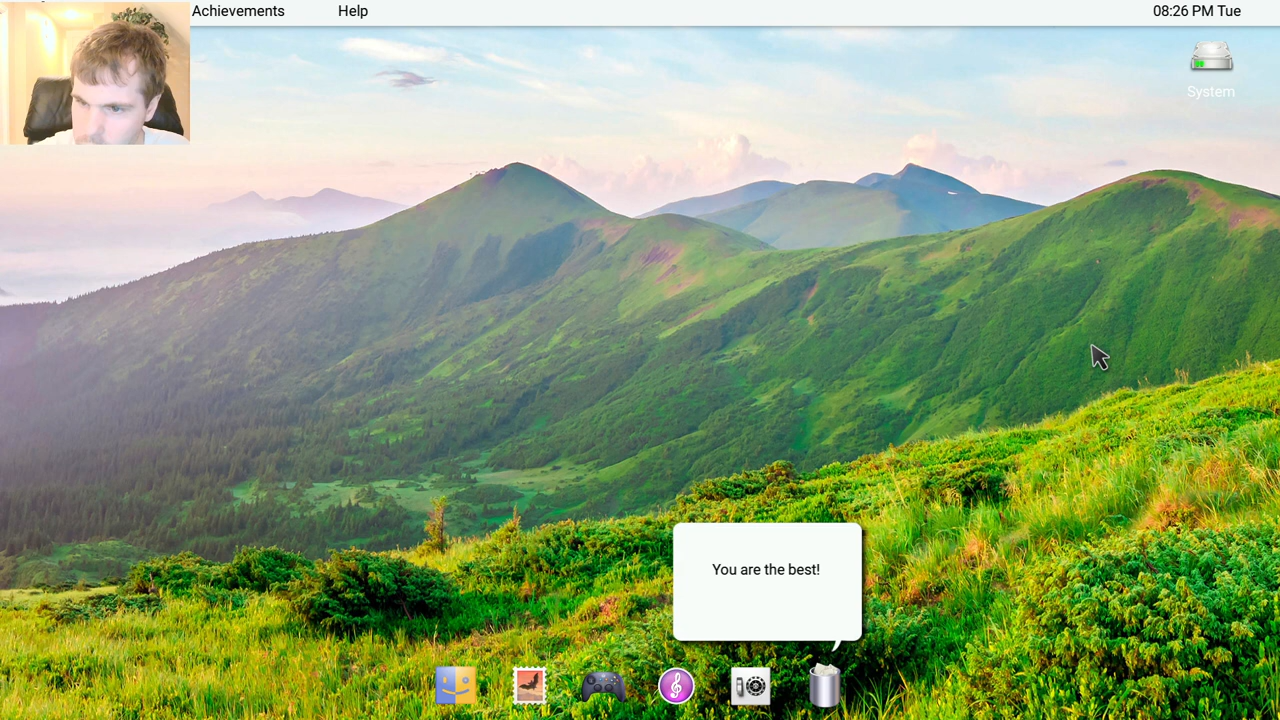 Achievements
Help
08:26 PM Tue
System
You are the best!